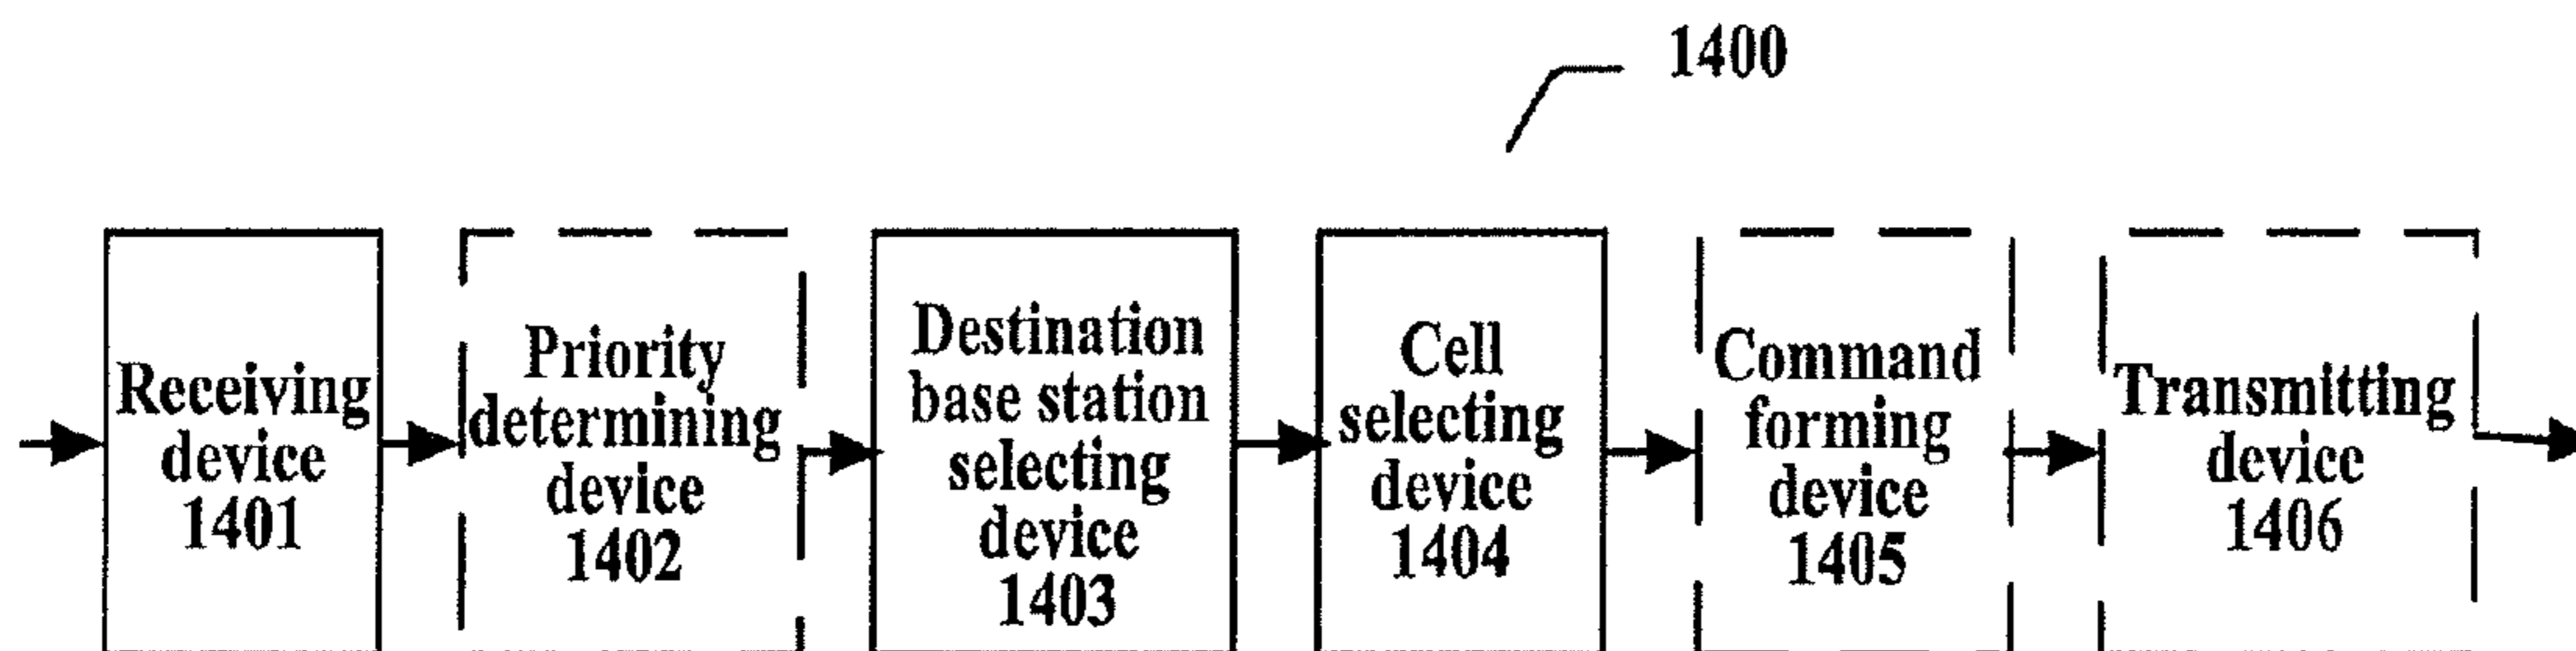 1400
Receiving
device
1401
Priority
determining
device
1402
Destination
base station
selecting
device
1403
Cell
selecting
device
1404
Command
forming
device
1405
Transmitting
device
1406